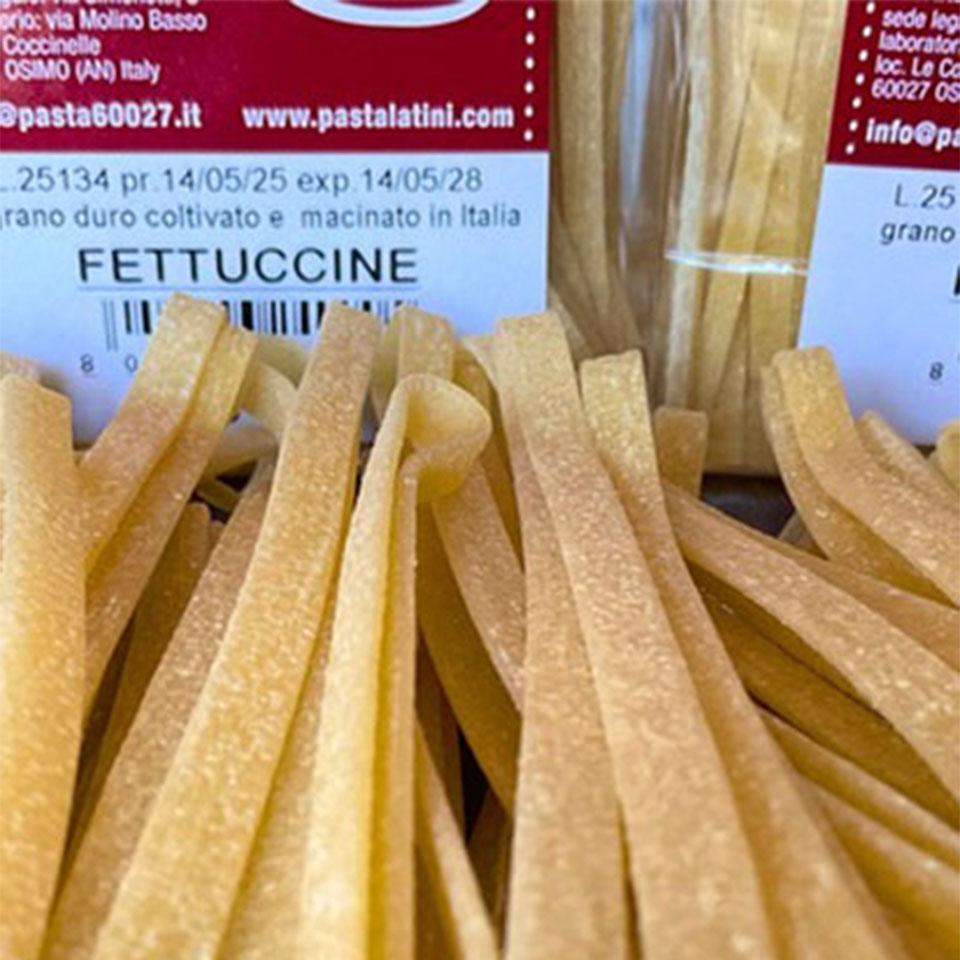 orio: via Molino Basso
Coccinelle
OSIMO (AN) Italy
@pasta60027.it www.pastalatini.com
L.25134 pr.14/05/25 exp.14/05/28
grano duro coltivato e macinato in Italia
FETTUCCINE
8 0
sede leg
laborator
loc. Le Co
60027 OS
info@pa
L.25
grano
8